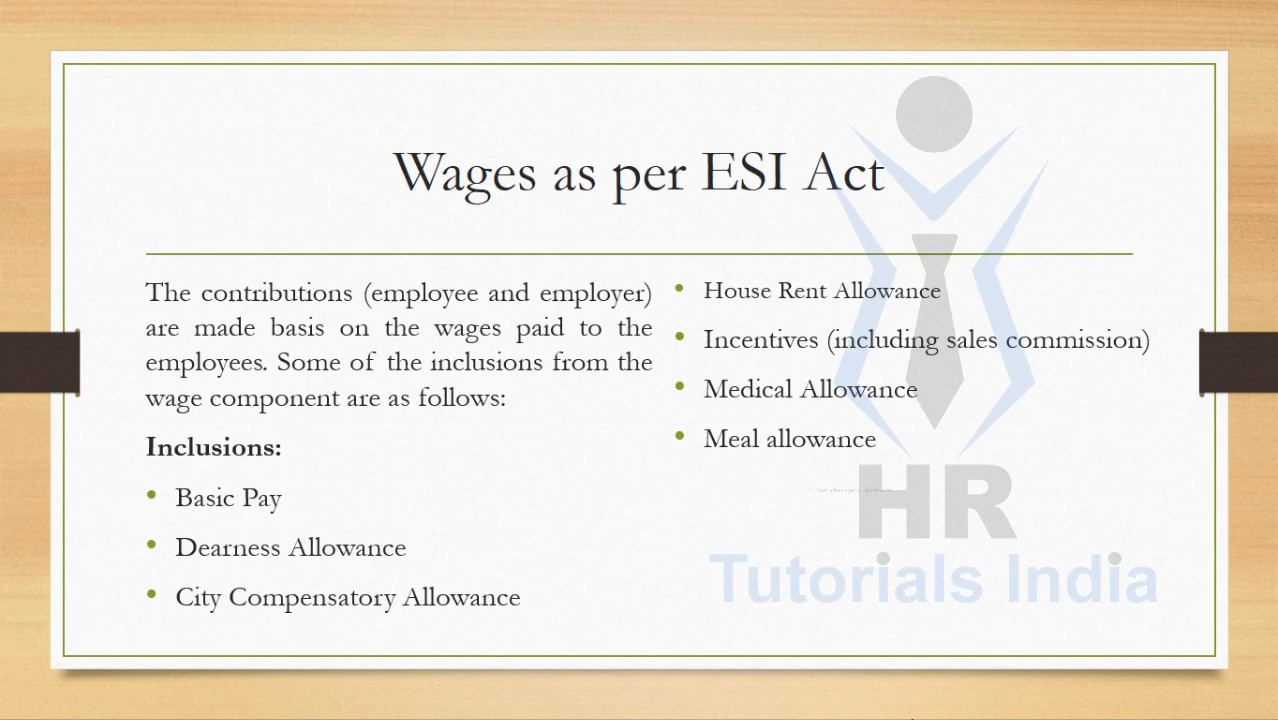 Wages as per ESI Act
The contributions (employee and employer)
are made basis on the wages paid to the
employees. Some of the inclusions from the
wage component are as follows:
Inclusions:
• Basic Pay
• Dearness Allowance
• City Compensatory Allowance
• House Rent Allowance
• Incentives (including sales commission)
• Medical Allowance
• Meal allowance
HR
Tutorials India